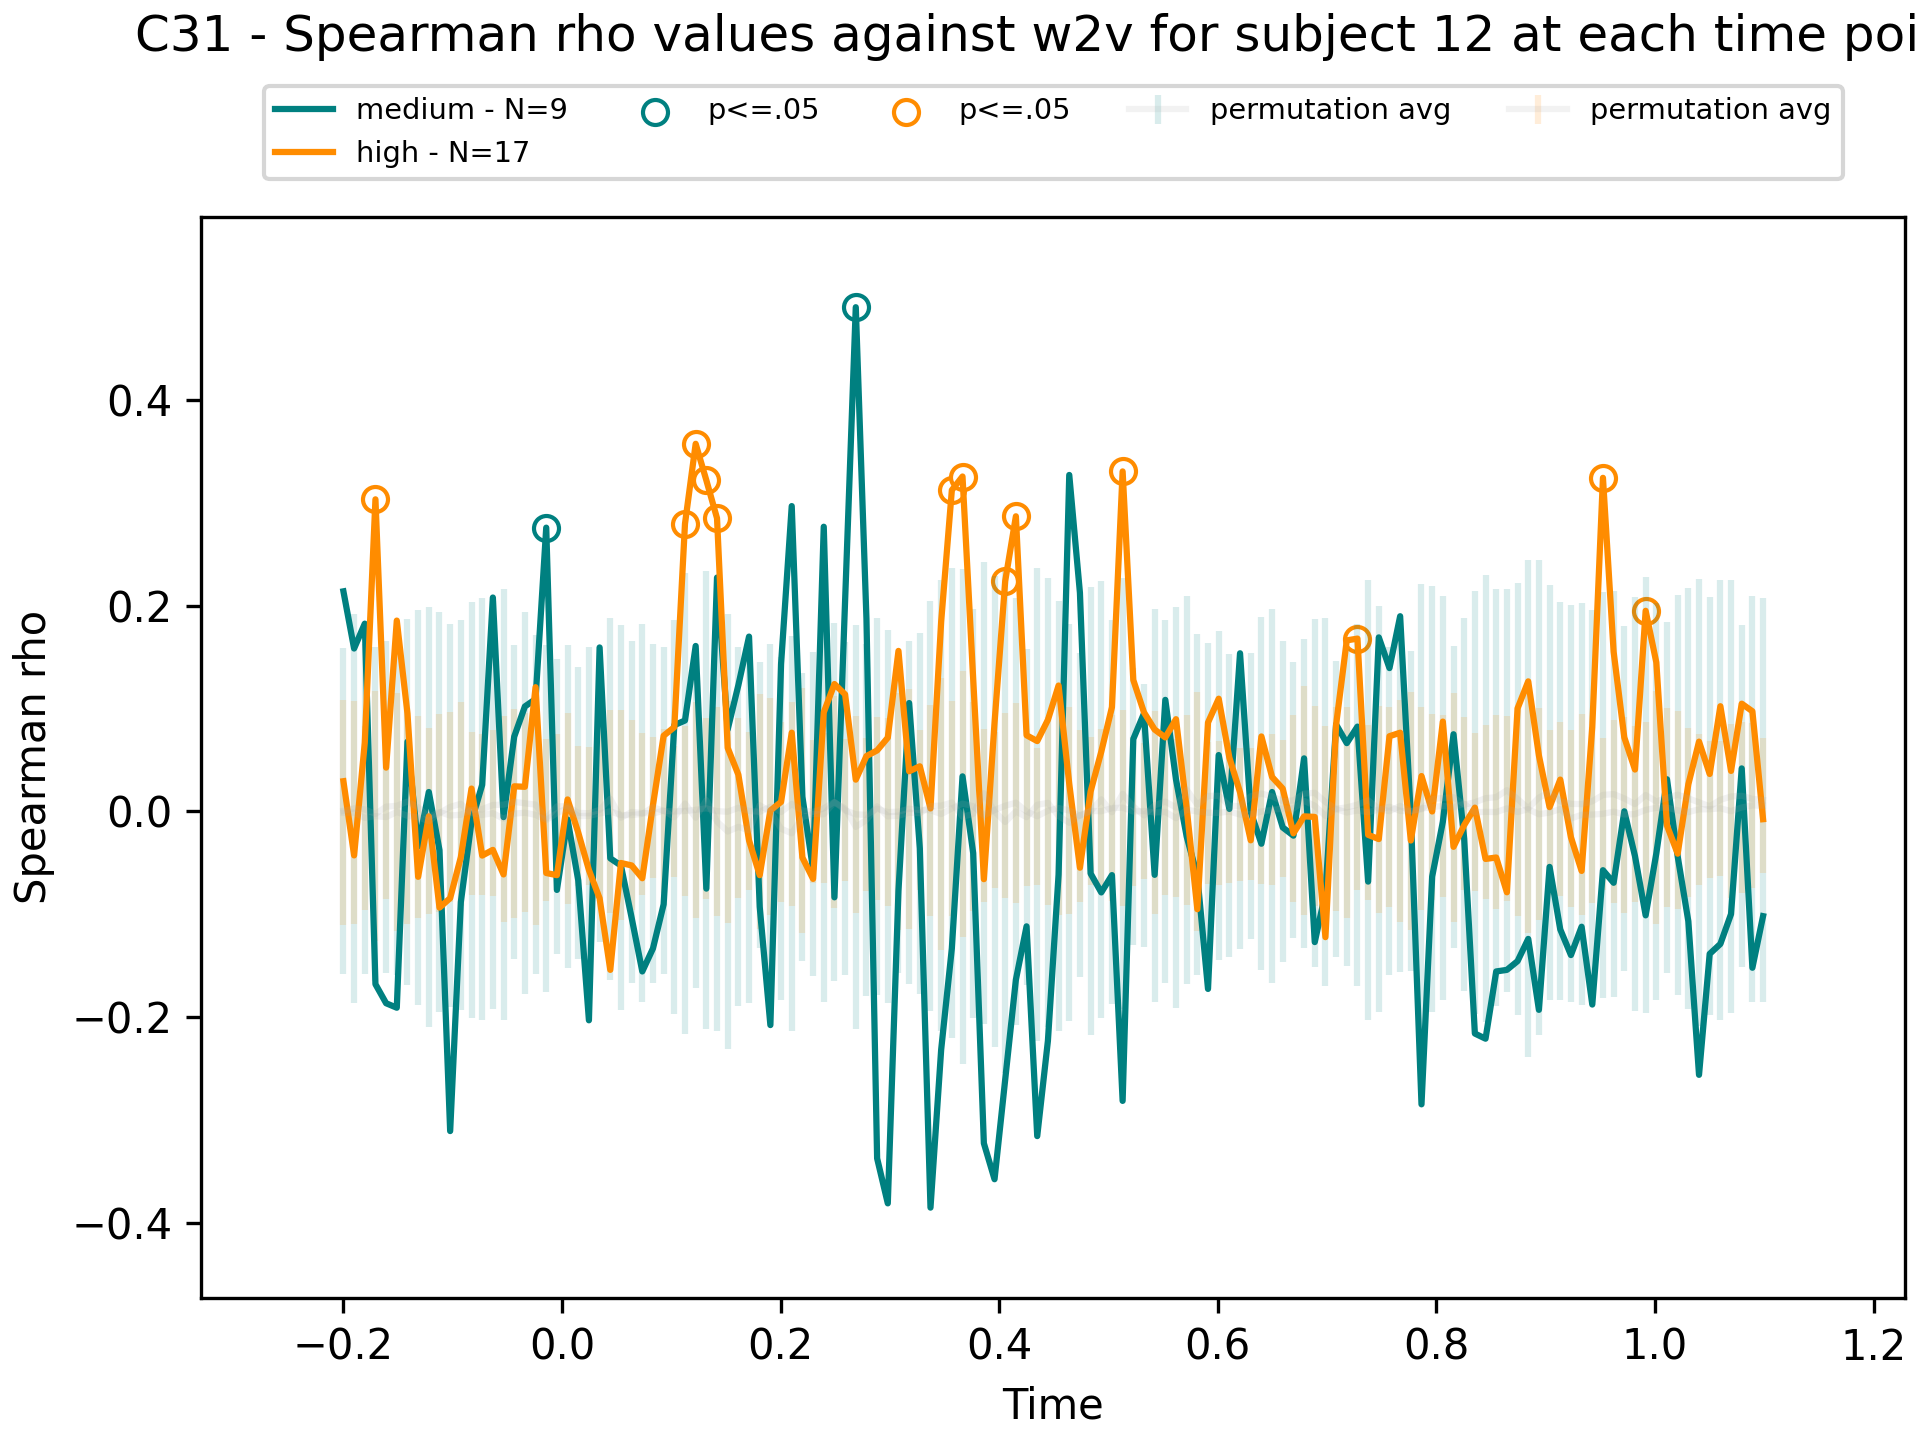 C31 - Spearman rho values against w2v for subject 12 at each time poi
medium - N=9
high - N=17
p<=.05
p<=.05
permutation avg
permutation avg
Spearman rho
0.4
0.2
0.0
−0.2
−0.4
−0.2 0.0 0.2 0.4 0.6 0.8 1.0 1.2
Time